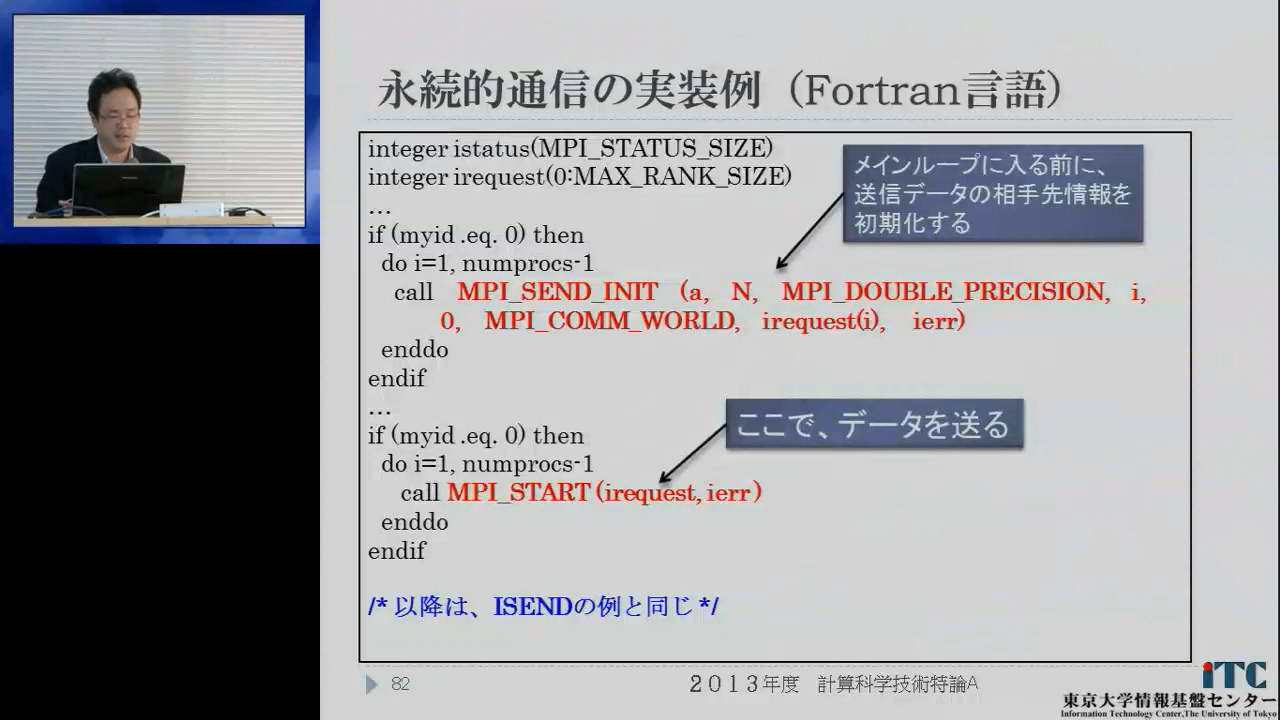 永続的通信の実装例（Fortran言語）
integer istatus(MPI_STATUS_SIZE)
integer irequest(0:MAX_RANK_SIZE)
…
if (myid .eq. 0) then
do i=1, numprocs-1
call MPI_SEND_INIT (a, N, MPI_DOUBLE_PRECISION, i,
0, MPI_COMM_WORLD, irequest(i), ierr)
enddo
endif
…
if (myid .eq. 0) then
do i=1, numprocs-1
call MPI_START (irequest, ierr )
enddo
endif
/* 以降は、ISENDの例と同じ */
メインループに入る前に、
送信データの相手先情報を
初期化する
ここで、データを送る
82
２０１３年度 計算科学技術特論A
iTC
東京大学情報基盤センター
Information Technology Center,The University of Tokyo